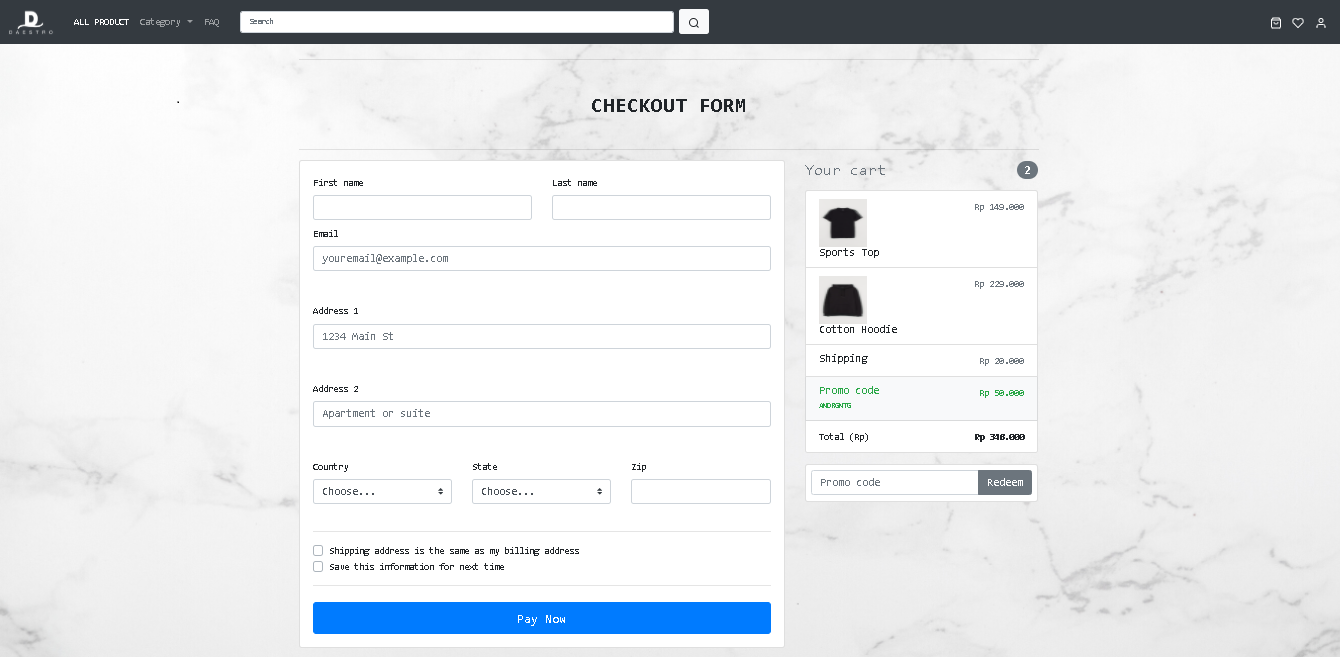 DAESTRO
ALL PRODUCT
Category
FAQ
Search
CHECKOUT FORM
First name
Last name
Email
youremail@example.com
Address 1
1234 Main St
Address 2
Apartment or suite
Country
State
Zip
Choose...
Choose...
Shipping address is the same as my billing address
Save this information for next time
Pay Now
Your cart
2
Rp 149.000
Sports Top
Rp 229.000
Cotton Hoodie
Shipping
Rp 20.000
Promo code
Rp 50.000
ANDRGNTG
Total (Rp)
Rp 348.000
Promo code
Redeem